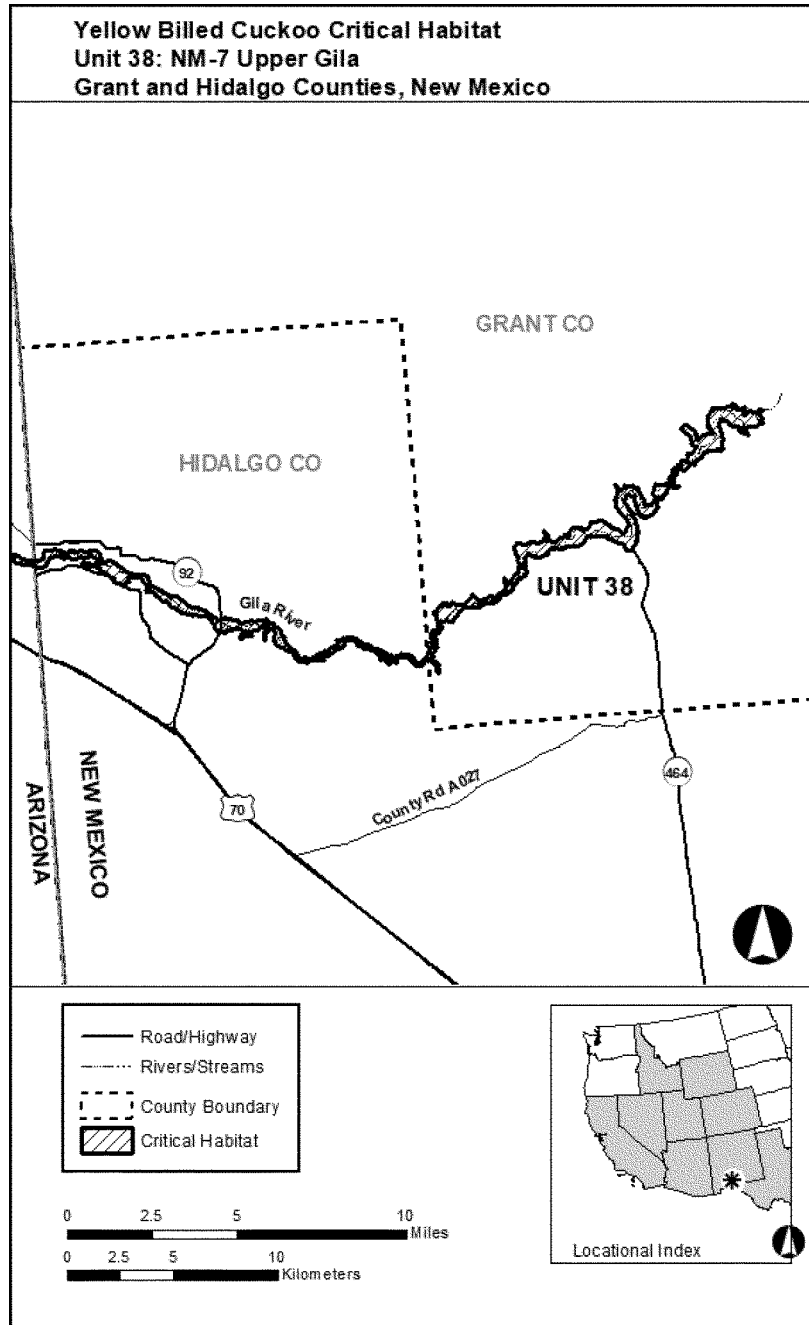 Yellow Billed Cuckoo Critical Habitat
Unit 38: NM-7 Upper Gila
Grant and Hidalgo Counties, New Mexico
GRANT CO
HIDALGO CO
92
Gila River
UNIT 38
NEW MEXICO
ARIZONA
70
County Rd A027
464
Road/Highway
Rivers/Streams
County Boundary
Critical Habitat
0 2.5 5 10
Miles
0 2.5 5 10
Kilometers
Locational Index